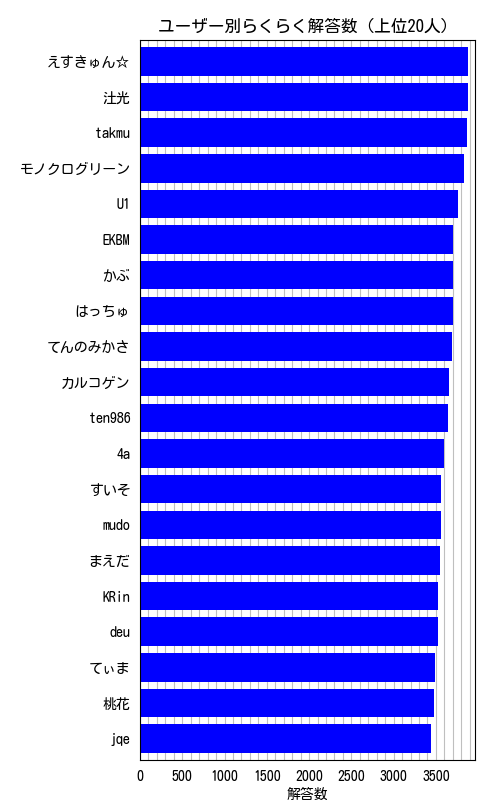 ユーザー別らくらく解答数（上位20人）
えすきゅん☆
汢光
takmu
モノクログリーン
U1
EKBM
かぶ
はっちゅ
てんのみかさ
カルコゲン
ten986
4a
すいそ
mudo
まえだ
KRin
deu
てぃま
桃花
jqe
0 500 1000 1500 2000 2500 3000 3500
解答数